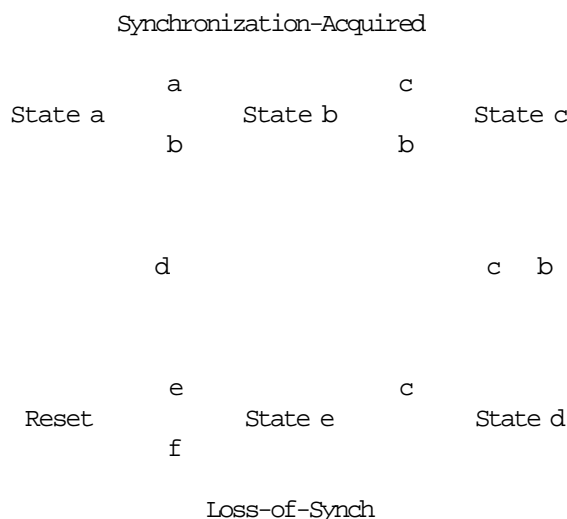 Synchronization-Acquired
a c
State a State b State c
b b
d c b
e c
Reset State e State d
f
Loss-of-Synch